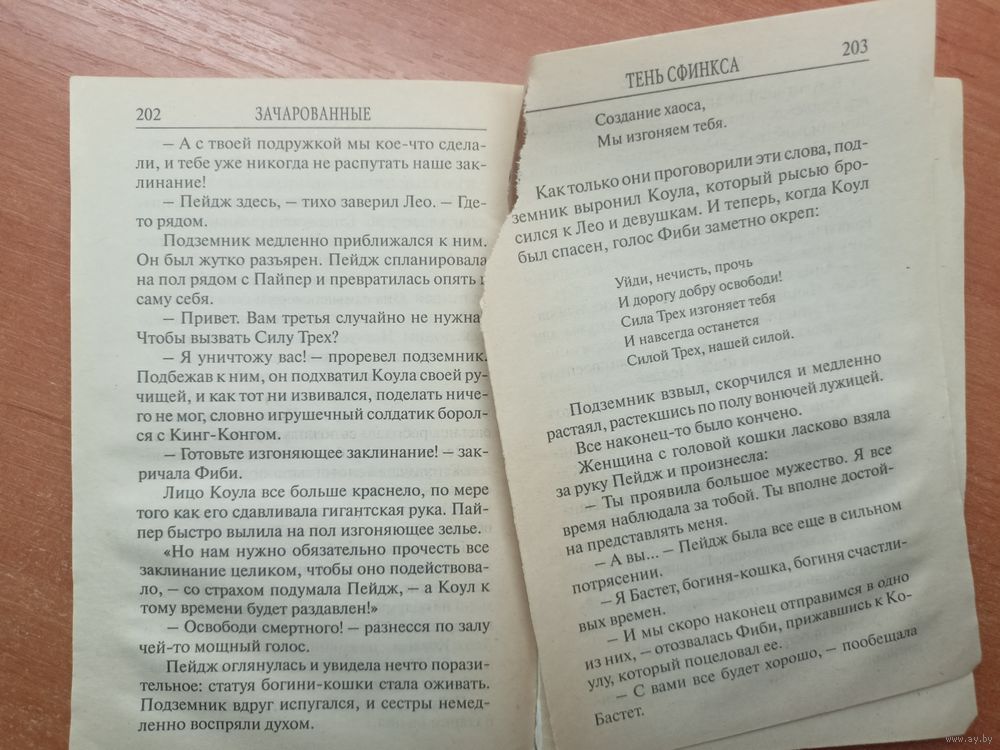 202 ЗАЧАРОВАННЫЕ
— А с твоей подружкой мы кое-что сдела-
ли, и тебе уже никогда не распутать наше зак-
линание!
— Пейдж здесь, — тихо заверил Лео. — Где-
то рядом.
Подземник медленно приближался к ним.
Он был жутко разъярен. Пейдж спланировала
на пол рядом с Пайпер и превратилась опять
саму себя.
— Привет. Вам третья случайно не нужна
Чтобы вызвать Силу Трех?
— Я уничтожу вас! — проревел подземник.
Подбежав к ним, он подхватил Коула своей ру-
чищей, и как тот ни извивался, поделать ниче-
го не мог, словно игрушечный солдатик борол-
ся с Кинг-Конгом.
— Готовьте изгоняющее заклинание! — зак-
ричала Фиби.
Лицо Коула все больше краснело, по мере
того как его сдавливала гигантская рука. Пай-
пер быстро вылила на пол изгоняющее зелье.
«Но нам нужно обязательно прочесть все
заклинание целиком, чтобы оно подействова-
ло, — со страхом подумала Пейдж, — а Коул к
тому времени будет раздавлен!»
— Освободи смертного! — разнесся по залу
чей-то мощный голос.
Пейдж оглянулась и увидела нечто порази-
тельное: статуя богини-кошки стала оживать.
Подземник вдруг испугался, и сестры немед-
ленно воспряли духом.
ТЕНЬ СФИНКСА 203
Создание хаоса,
Мы изгоняем тебя.
Как только они проговорили эти слова, под-
земник выронил Коула, который рысью бро-
сился к Лео и девушкам. И теперь, когда Коул
был спасен, голос Фиби заметно окреп:
Уйди, нечисть, прочь
И дорогу добру освободи!
Сила Трех изгоняет тебя
И навсегда останется
Силой Трех, нашей силой.
Подземник взвыл, скорчился и медленно
растаял, растекшись по полу вонючей лужицей.
Все наконец-то было кончено.
Женщина с головой кошки ласково взяла
за руку Пейдж и произнесла:
— Ты проявила большое мужество. Я все
время наблюдала за тобой. Ты вполне достой-
на представлять меня.
— А вы... — Пейдж была все еще в сильном
потрясении.
— Я Бастет, богиня-кошка, богиня счастли-
вых времен.
— И мы скоро наконец отправимся в одно
из них, — отозвалась Фиби, прижавшись к Ко-
улу, который поцеловал ее.
— С вами все будет хорошо, — пообещала
Бастет.
www.ay.by